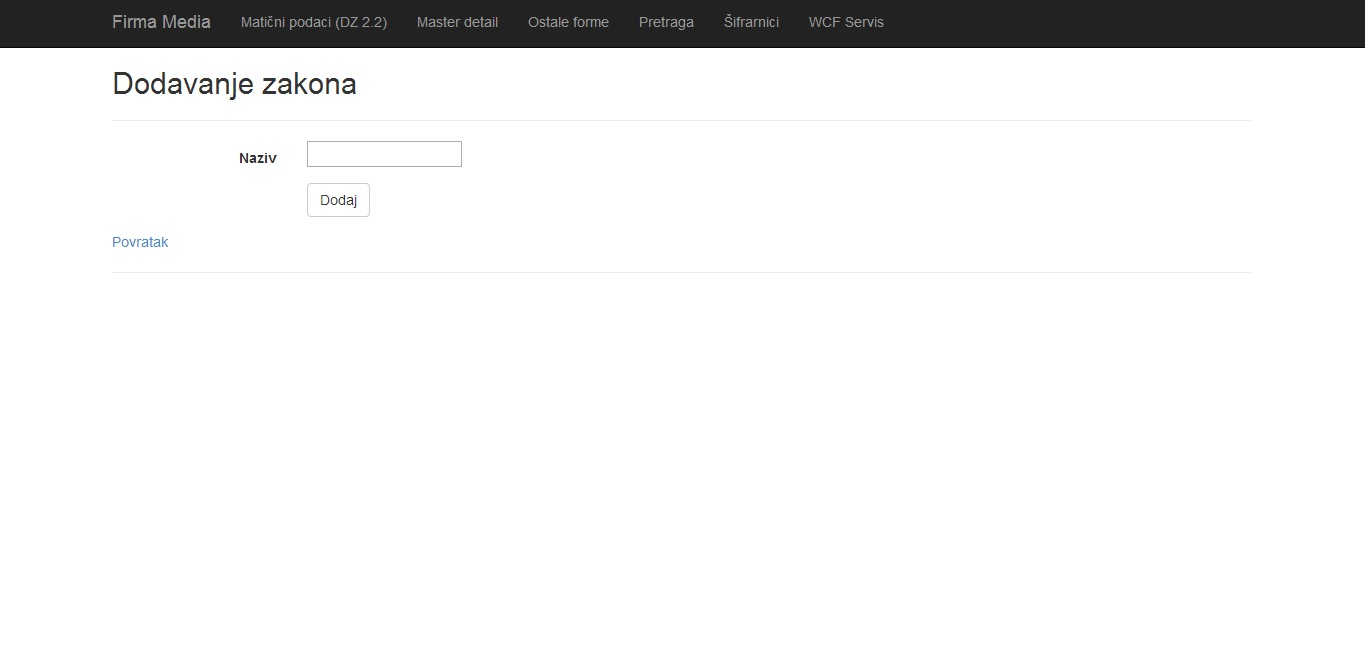 Firma Media Matični podaci (DZ 2.2) Master detail Ostale forme Pretraga Šifrarnici WCF Servis
Dodavanje zakona
Naziv
Dodaj
Povratak